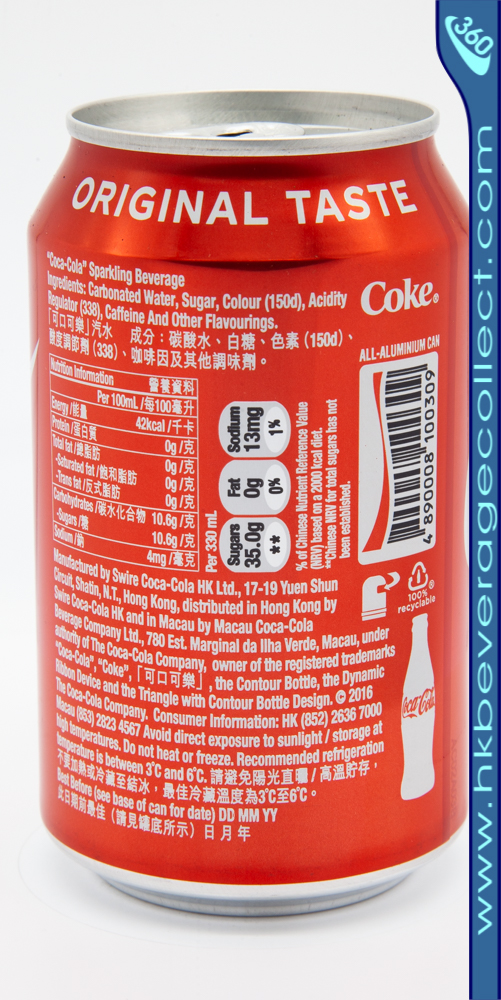 360
www.hkbeveragecollect.com
ORIGINAL TASTE
"Coca-Cola" Sparkling Beverage
Ingredients: Carbonated Water, Sugar, Colour (150d), Acidity
Regulator (338), Caffeine And Other Flavourings.
「可口可樂」汽水 成分：碳酸水、白糖、色素 (150d)、
酸度調節劑 (338)、咖啡因及其他調味劑。
Coke®
ALL-ALUMINIUM CAN
Nutrition Information 營養資料
Per 100mL /每100毫升
Energy /能量 42kcal /千卡
Protein /蛋白質 0g /克
Total fat /總脂肪 0g /克
-Saturated fat /飽和脂肪 0g /克
-Trans fat /反式脂肪 0g /克
Carbohydrates /碳水化合物 10.6g /克
-Sugars /糖 10.6g /克
Sodium /鈉 4mg /毫克
Per 330 mL
Sugars 35.0g **
Fat 0g 0%
Sodium 13mg 1%
% of Chinese Nutrient Reference Value
(NRV) based on a 2000 kcal diet.
**Chinese NRV for total sugars has not
been established.
4 890008 100309
100%
recyclable
Coca-Cola
Manufactured by Swire Coca-Cola HK Ltd., 17-19 Yuen Shun
Circuit, Shatin, N.T., Hong Kong, distributed in Hong Kong by
Swire Coca-Cola HK and in Macau by Macau Coca-Cola
Beverage Company Ltd., 780 Est. Marginal da Ilha Verde, Macau, under
authority of The Coca-Cola Company, owner of the registered trademarks
"Coca-Cola", "Coke", 「可口可樂」, the Contour Bottle, the Dynamic
Ribbon Device and the Triangle with Contour Bottle Design. © 2016
The Coca-Cola Company. Consumer Information: HK (852) 2636 7000
Macau (853) 2823 4567 Avoid direct exposure to sunlight / storage at
high temperatures. Do not heat or freeze. Recommended refrigeration
temperature is between 3°C and 6°C. 請避免陽光直曬 / 高溫貯存，
不要加熱或冷藏至結冰，最佳冷藏溫度為3°C至6°C。
Best Before (see base of can for date) DD MM YY
此日期前最佳（請見罐底所示）日 月 年